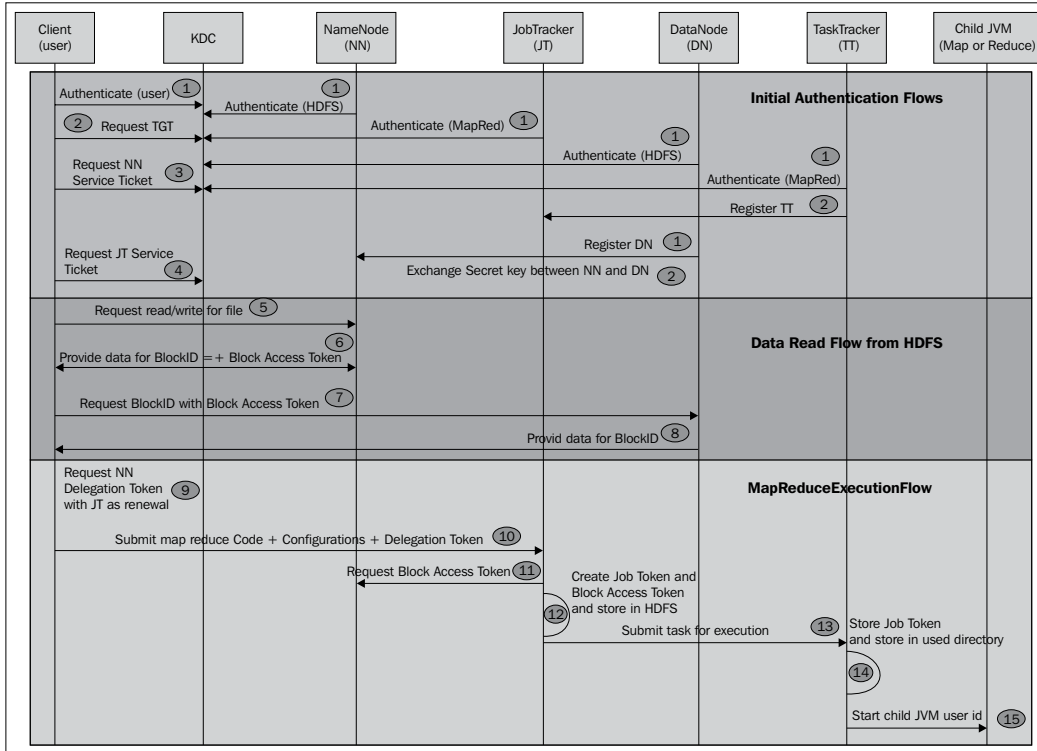 Client
(user)
KDC
NameNode
(NN)
JobTracker
(JT)
DataNode
(DN)
TaskTracker
(TT)
Child JVM
(Map or Reduce)
Initial Authentication Flows
Authenticate (user) 1
1
Authenticate (HDFS)
2 Request TGT
Authenticate (MapRed) 1
1
Authenticate (HDFS)
Request NN
Service Ticket 3
1
Authenticate (MapRed)
Register TT 2
Register DN 1
Request JT Service
Ticket 4
Exchange Secret key between NN and DN 2
Request read/write for file 5
Data Read Flow from HDFS
6
Provide data for BlockID =+ Block Access Token
Request BlockID with Block Access Token 7
Provid data for BlockID 8
Request NN
Delegation Token
with JT as renewal 9
MapReduceExecutionFlow
Submit map reduce Code + Configurations + Delegation Token 10
Request Block Access Token 11
Create Job Token and
Block Access Token
and store in HDFS
12
Submit task for execution 13
Store Job Token
and store in used directory
14
Start child JVM user id 15